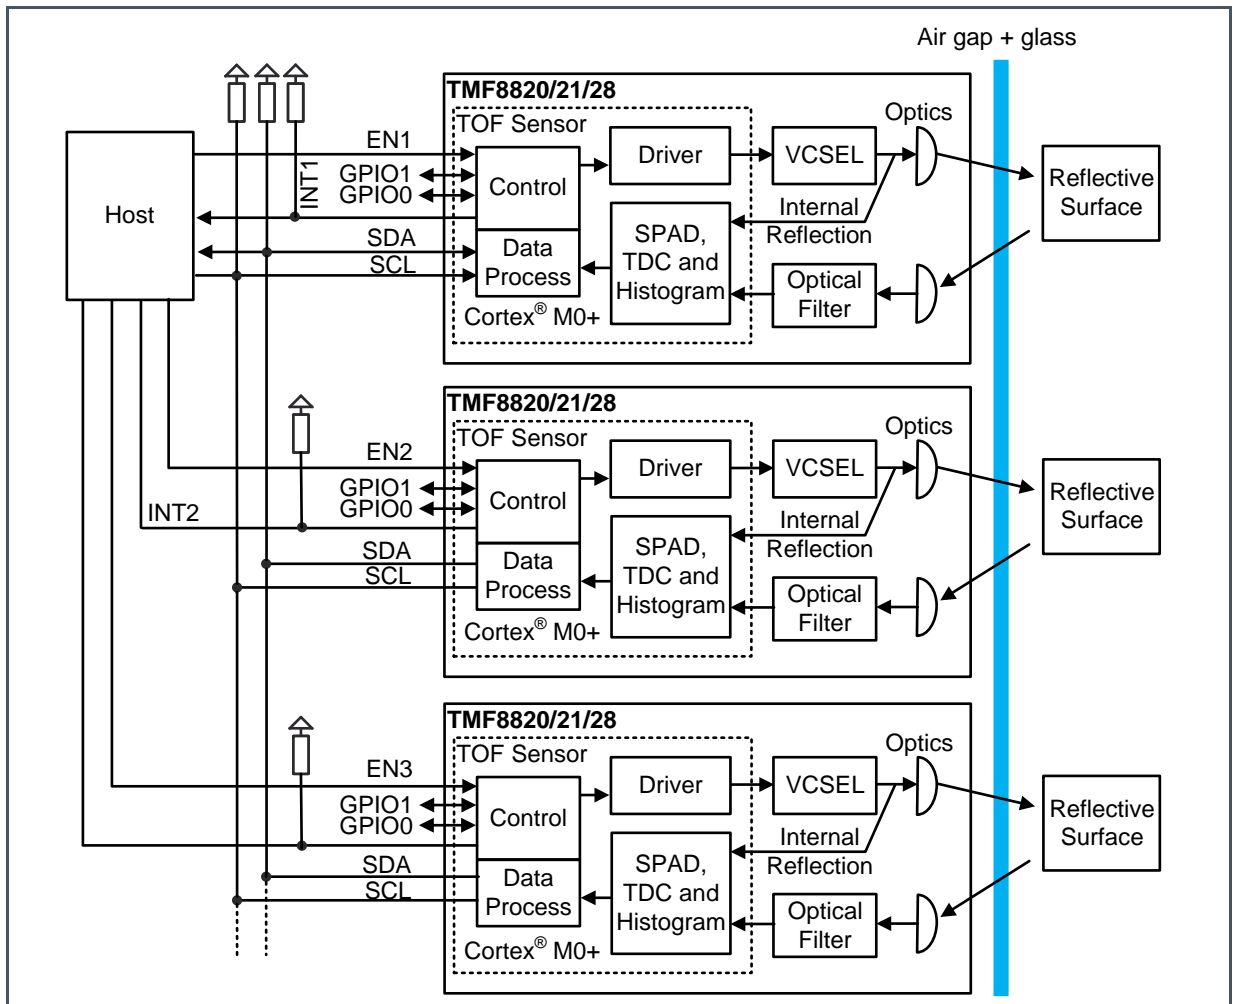 Air gap + glass
TMF8820/21/28
TOF Sensor
Optics
Host
EN1
GPIO1
GPIO0
INT1
SDA
SCL
Control
Data
Process
Cortex® M0+
Driver
SPAD,
TDC and
Histogram
VCSEL
Internal
Reflection
Optical
Filter
Reflective
Surface
TMF8820/21/28
TOF Sensor
Optics
EN2
GPIO1
GPIO0
INT2
SDA
SCL
Control
Data
Process
Cortex® M0+
Driver
SPAD,
TDC and
Histogram
VCSEL
Internal
Reflection
Optical
Filter
Reflective
Surface
TMF8820/21/28
TOF Sensor
Optics
EN3
GPIO1
GPIO0
SDA
SCL
Control
Data
Process
Cortex® M0+
Driver
SPAD,
TDC and
Histogram
VCSEL
Internal
Reflection
Optical
Filter
Reflective
Surface